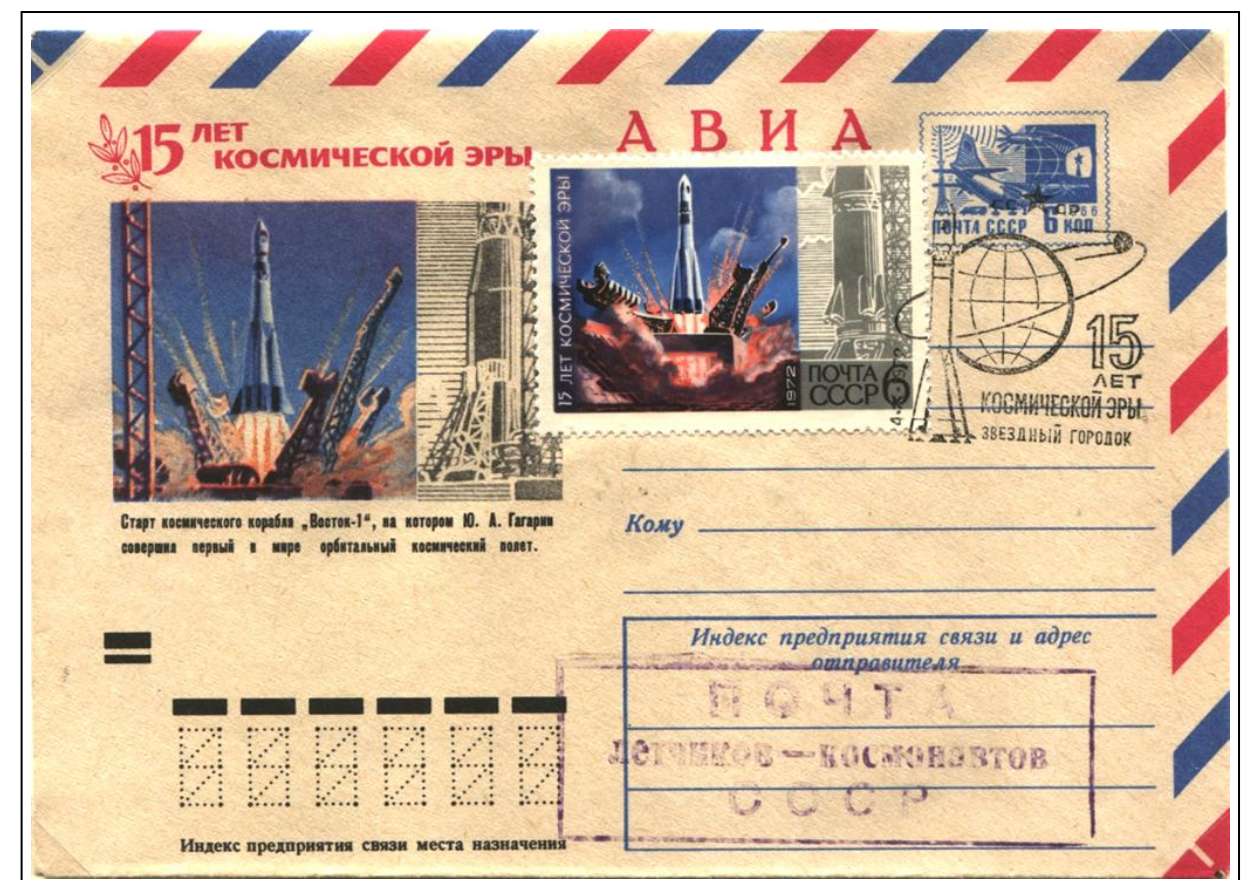 15 ЛЕТ
КОСМИЧЕСКОЙ ЭРЫ
АВИА
ПОЧТА СССР 6 КОП
15 ЛЕТ КОСМИЧЕСКОЙ ЭРЫ
1972
ПОЧТА
СССР 6
15
ЛЕТ
КОСМИЧЕСКОЙ ЭРЫ
ЗВЕЗДНЫЙ ГОРОДОК
Старт космического корабля „Восток-1“, на котором Ю. А. Гагарин
совершил первый в мире орбитальный космический полет.
Кому
Индекс предприятия связи и адрес
отправителя
ПОЧТА
летчиков—космонавтов
СССР
Индекс предприятия связи места назначения